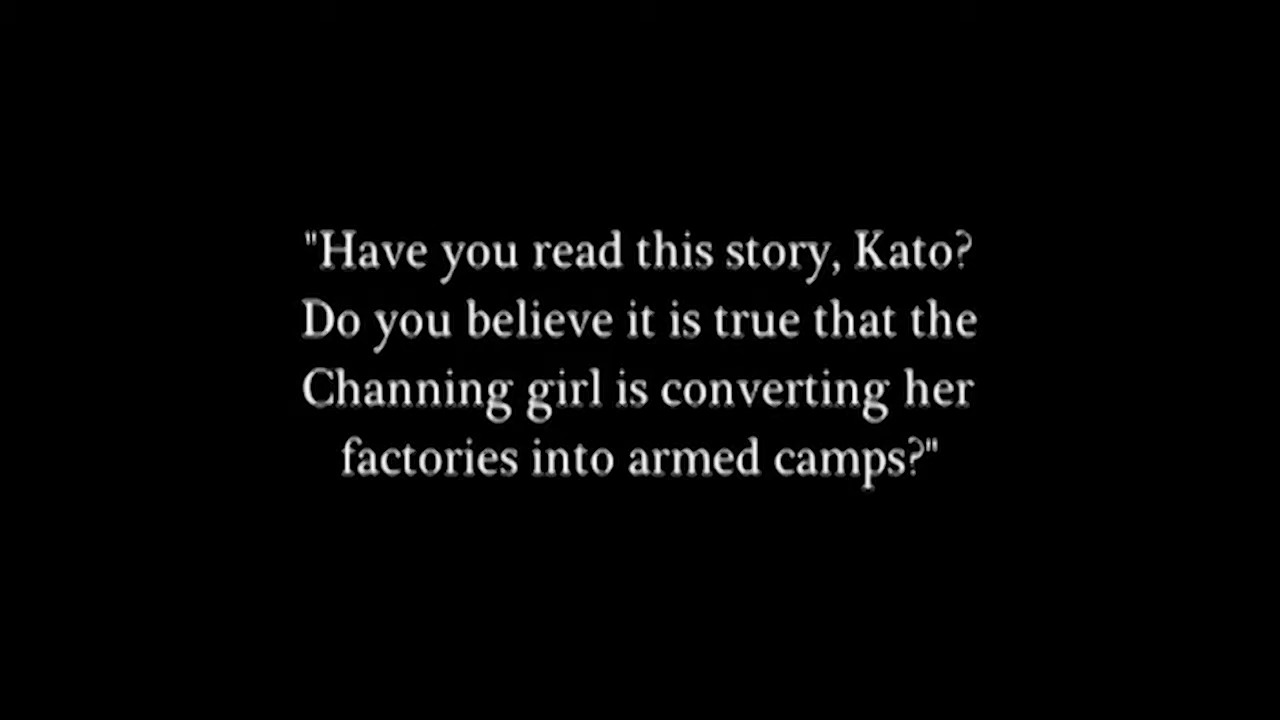 "Have you read this story, Kato?
Do you believe it is true that the
Channing girl is converting her
factories into armed camps?"